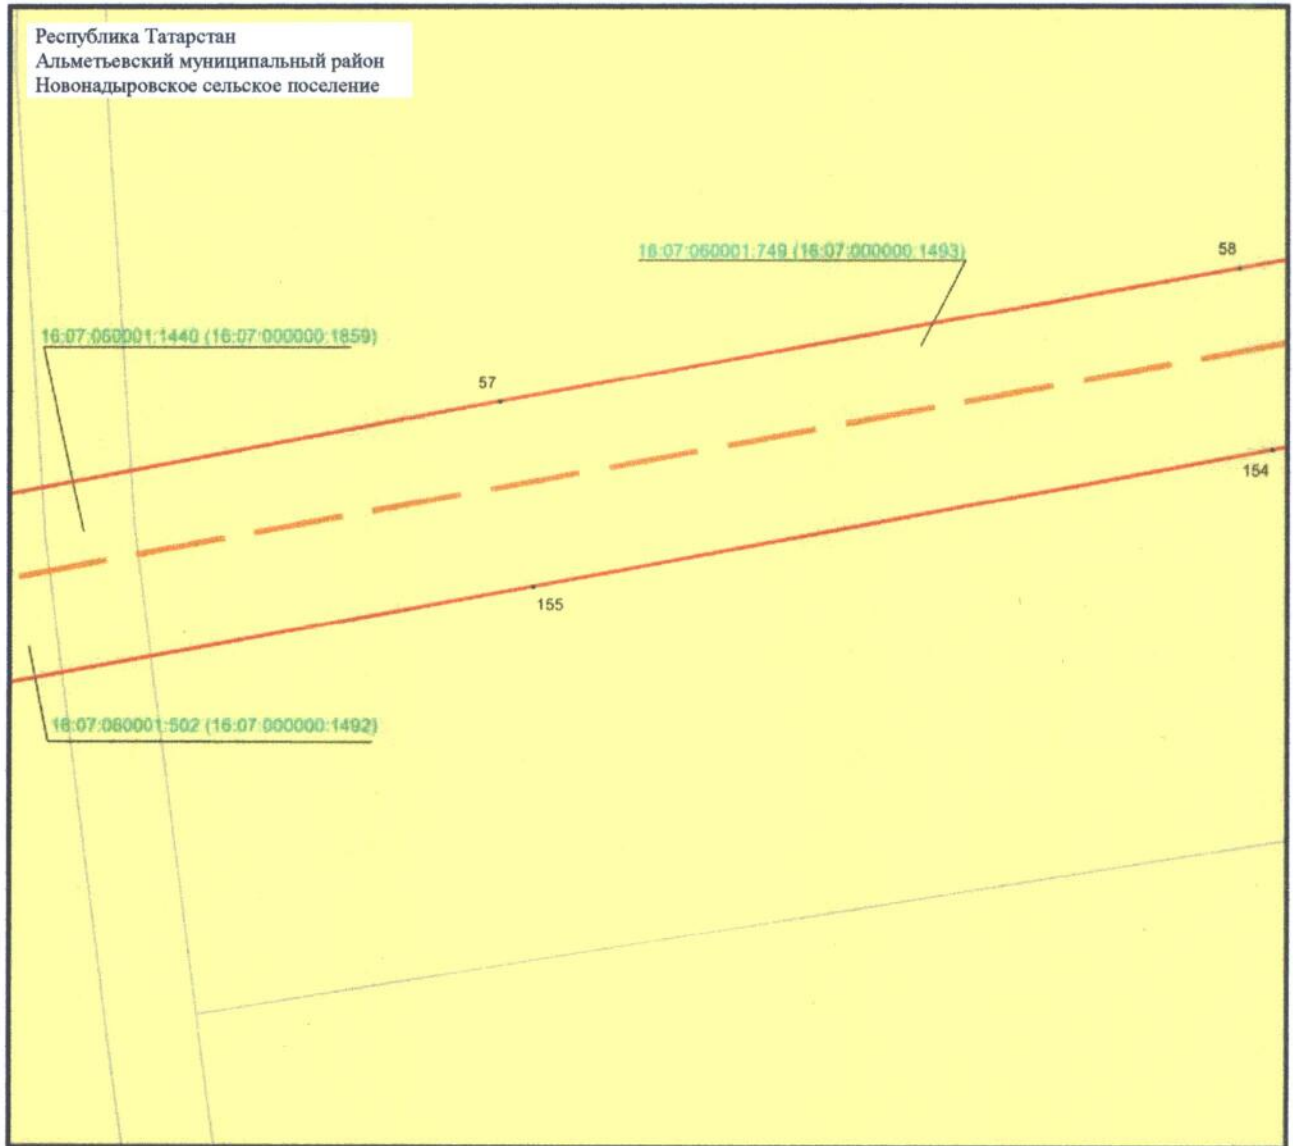 Республика Татарстан
Альметьевский муниципальный район
Новонадыровское сельское поселение
16:07:060001:749 (16:07:000000:1493)
58
16:07:060001:1440 (16:07:000000:1859)
57
154
155
16:07:060001:502 (16:07:000000:1492)